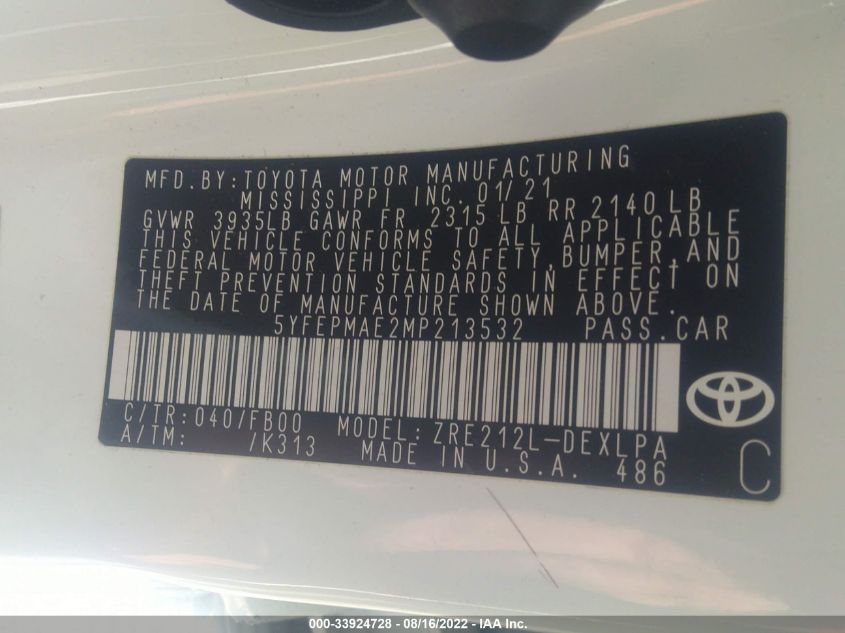 MFD.BY:TOYOTA MOTOR MANUFACTURING
MISSISSIPPI INC. 01/21
GVWR 3935LB GAWR FR 2315 LB RR 2140 LB
THIS VEHICLE CONFORMS TO ALL APPLICABLE
FEDERAL MOTOR VEHICLE SAFETY,BUMPER,AND
THEFT PREVENTION STANDARDS IN EFFECT ON
THE DATE OF MANUFACTURE SHOWN ABOVE.
5YFEPMAE2MP213532 PASS.CAR
C/TR: 040/FB00 MODEL: ZRE212L-DEXLPA
A/TM: /K313 MADE IN U.S.A. 486
C
000-33924728 - 08/16/2022 - IAA Inc.